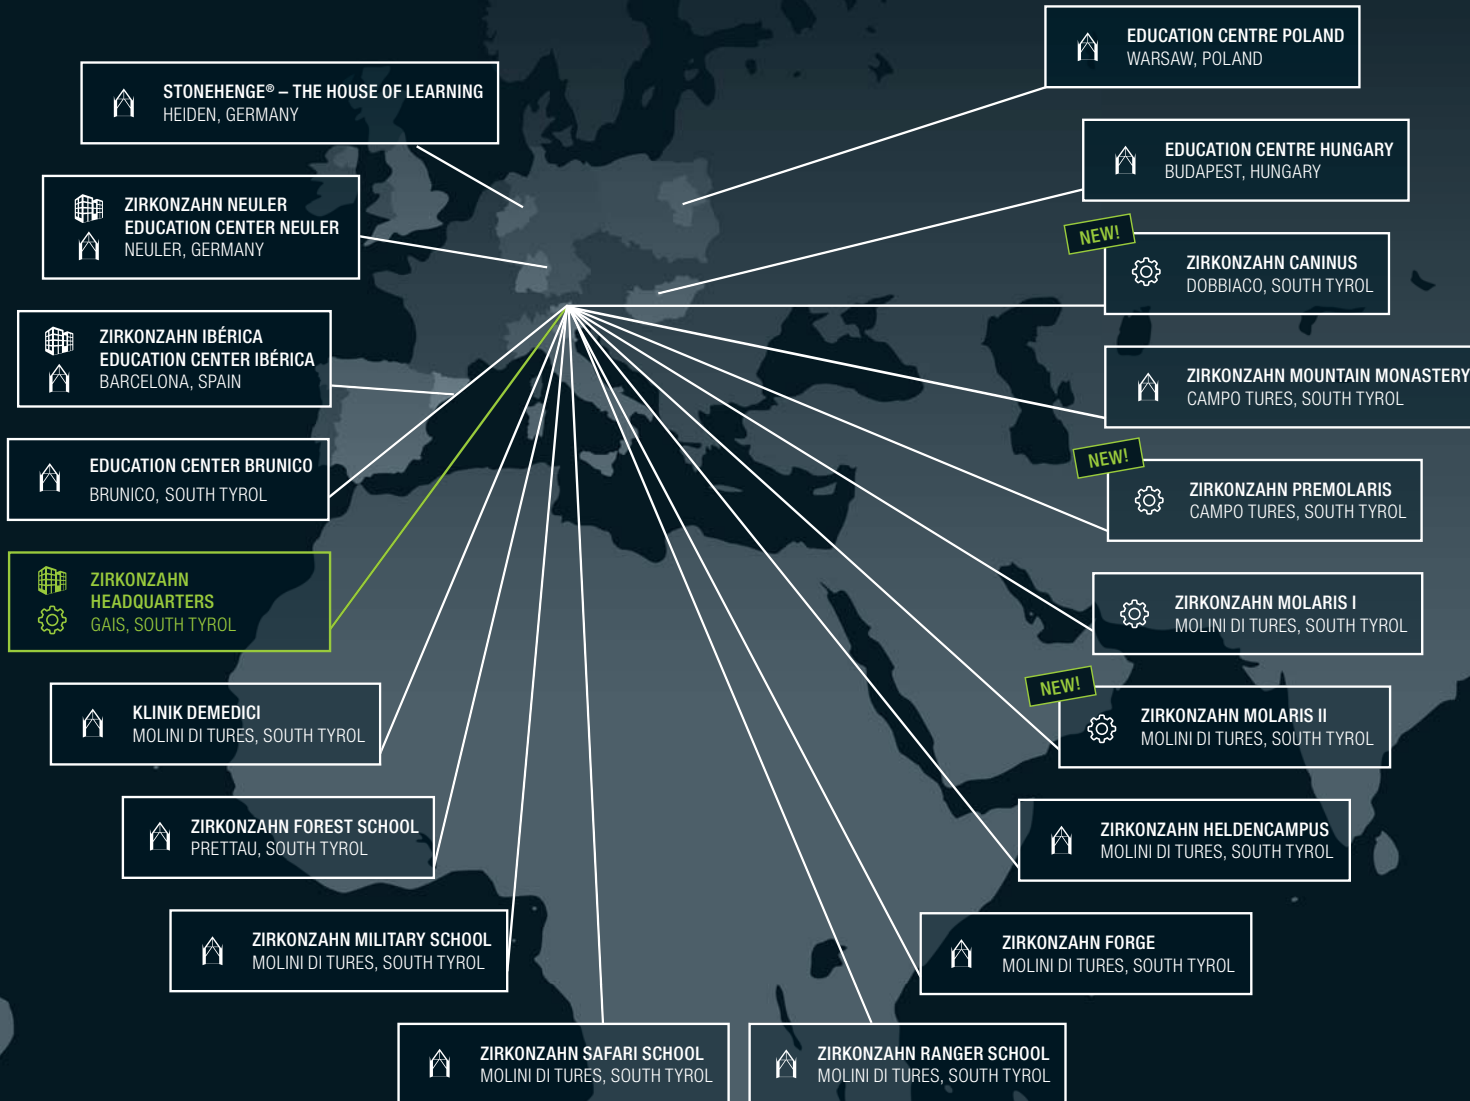 STONEHENGE® – THE HOUSE OF LEARNING
HEIDEN, GERMANY
ZIRKONZAHN NEULER
EDUCATION CENTER NEULER
NEULER, GERMANY
ZIRKONZAHN IBÉRICA
EDUCATION CENTER IBÉRICA
BARCELONA, SPAIN
EDUCATION CENTER BRUNICO
BRUNICO, SOUTH TYROL
ZIRKONZAHN
HEADQUARTERS
GAIS, SOUTH TYROL
KLINIK DEMEDICI
MOLINI DI TURES, SOUTH TYROL
ZIRKONZAHN FOREST SCHOOL
PRETTAU, SOUTH TYROL
ZIRKONZAHN MILITARY SCHOOL
MOLINI DI TURES, SOUTH TYROL
ZIRKONZAHN SAFARI SCHOOL
MOLINI DI TURES, SOUTH TYROL
EDUCATION CENTRE POLAND
WARSAW, POLAND
EDUCATION CENTRE HUNGARY
BUDAPEST, HUNGARY
NEW!
ZIRKONZAHN CANINUS
DOBBIACO, SOUTH TYROL
ZIRKONZAHN MOUNTAIN MONASTERY
CAMPO TURES, SOUTH TYROL
NEW!
ZIRKONZAHN PREMOLARIS
CAMPO TURES, SOUTH TYROL
ZIRKONZAHN MOLARIS I
MOLINI DI TURES, SOUTH TYROL
NEW!
ZIRKONZAHN MOLARIS II
MOLINI DI TURES, SOUTH TYROL
ZIRKONZAHN HELDENCAMPUS
MOLINI DI TURES, SOUTH TYROL
ZIRKONZAHN FORGE
MOLINI DI TURES, SOUTH TYROL
ZIRKONZAHN RANGER SCHOOL
MOLINI DI TURES, SOUTH TYROL